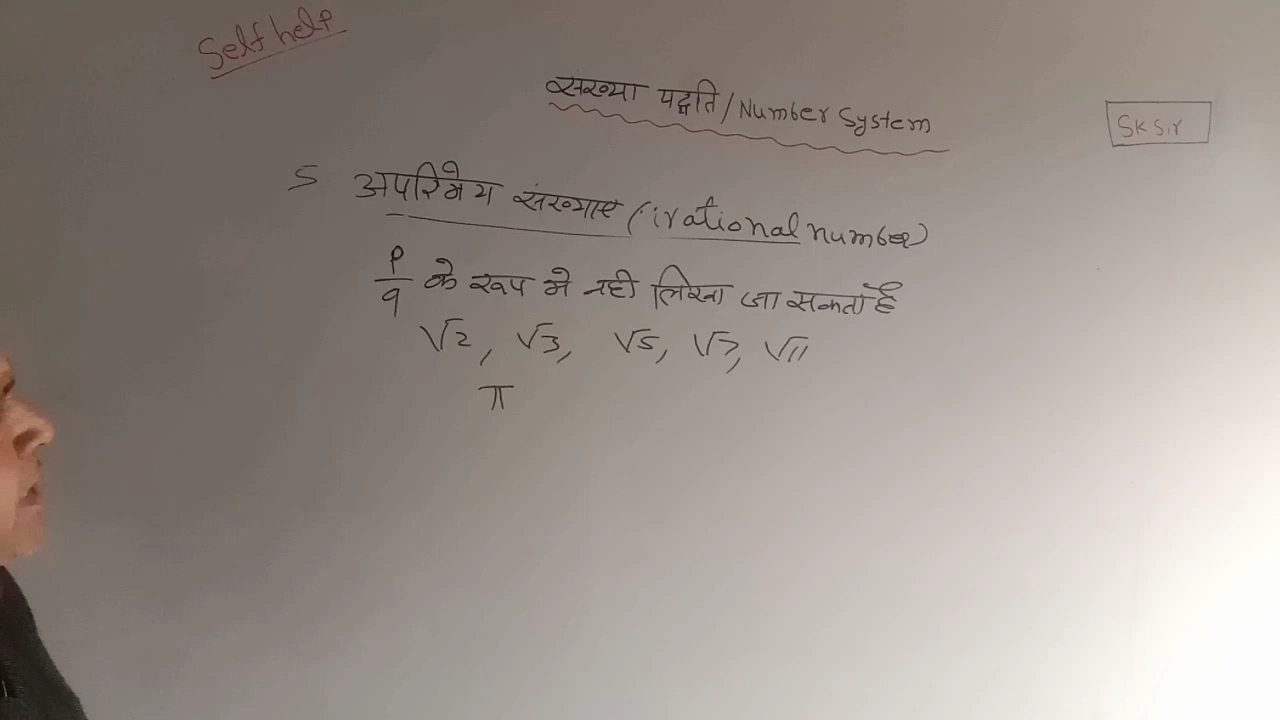 Self help
संख्या पद्धति / Number System
SK Sir
5 अपरिमेय संख्याए (irational number)
p/q के रूप मे नही लिखा जा सकता है
√2, √3, √5, √7, √11
π